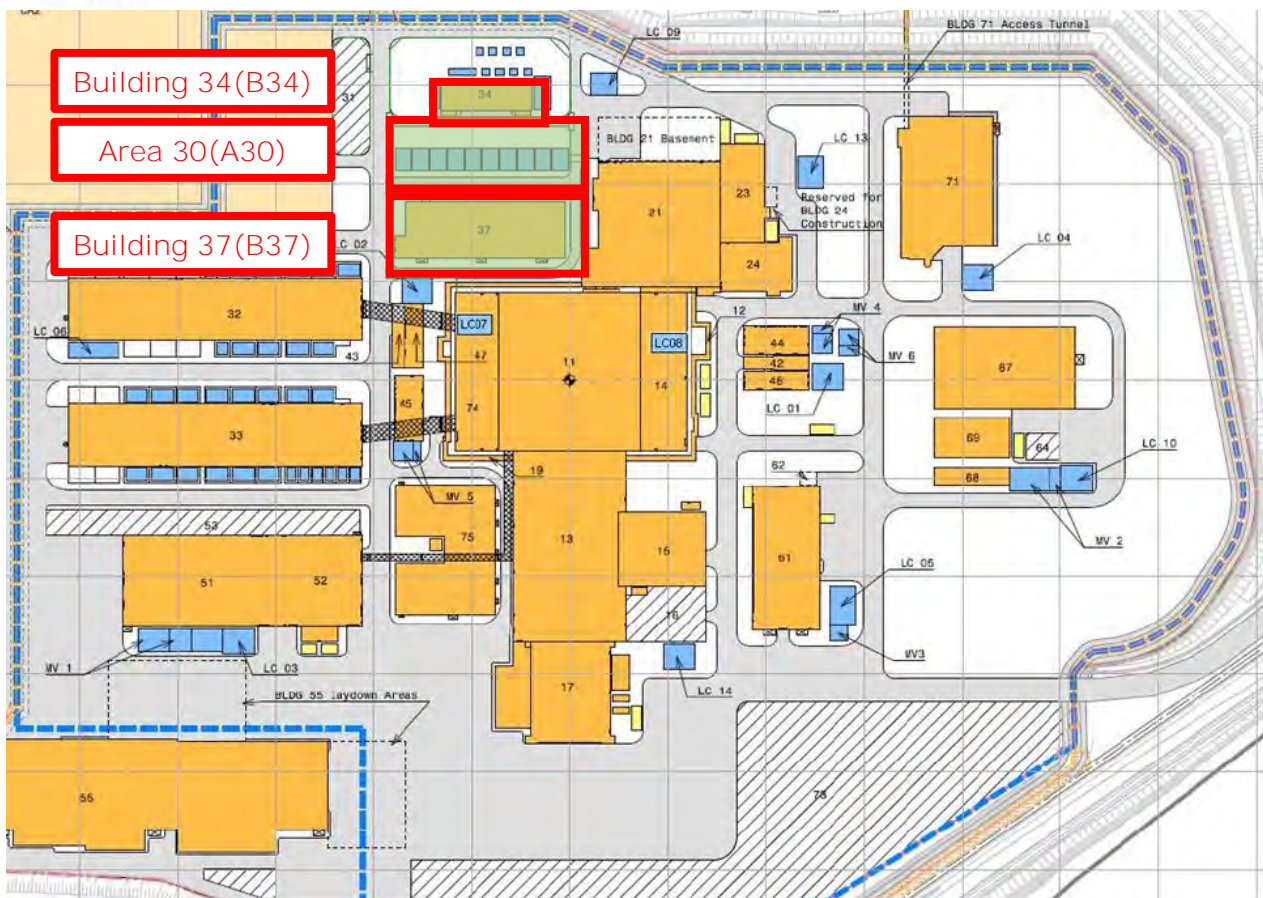 BLDG 71 Access Tunnel
LC 09
Building 34(B34)
34
31
Area 30(A30)
BLDG 21 Basement
LC 13
23
71
21
Reserved for
BLDG 24
Construction
37
Building 37(B37)
LC 02
LC 04
24
32
LC07
LC08
12
MV 4
LC 06
43
47
11
14
44
42
46
MV 6
67
45
74
LC 01
33
69
64
LC 10
19
62
68
MV 5
53
75
13
15
MV 2
51
52
61
LC 05
16
MV 1
LC 03
MV3
17
LC 14
BLDG 55 laydown Areas
55
73